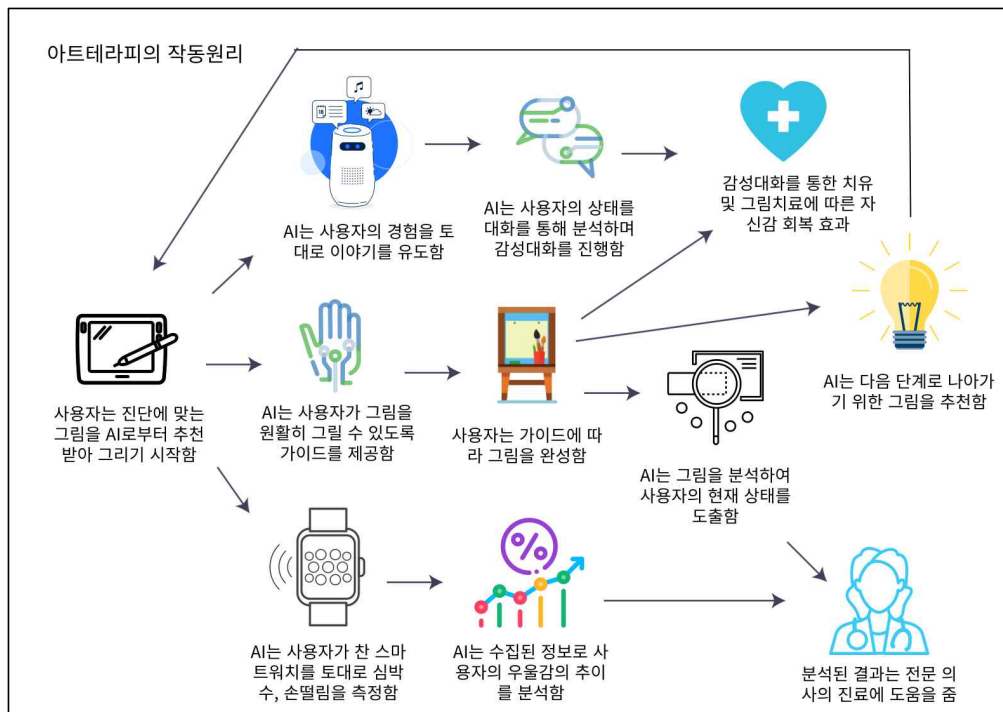 아트테라피의 작동원리
AI는 사용자의 경험을 토
대로 이야기를 유도함
AI는 사용자의 상태를
대화를 통해 분석하며
감성대화를 진행함
감성대화를 통한 치유
및 그림치료에 따른 자
신감 회복 효과
사용자는 진단에 맞는
그림을 AI로부터 추천
받아 그리기 시작함
AI는 사용자가 그림을
원활히 그릴 수 있도록
가이드를 제공함
사용자는 가이드에 따
라 그림을 완성함
AI는 그림을 분석하여
사용자의 현재 상태를
도출함
AI는 다음 단계로 나아가
기 위한 그림을 추천함
AI는 사용자가 찬 스마
트워치를 토대로 심박
수, 손떨림을 측정함
%
AI는 수집된 정보로 사
용자의 우울감의 추이
를 분석함
분석된 결과는 전문 의
사의 진료에 도움을 줌